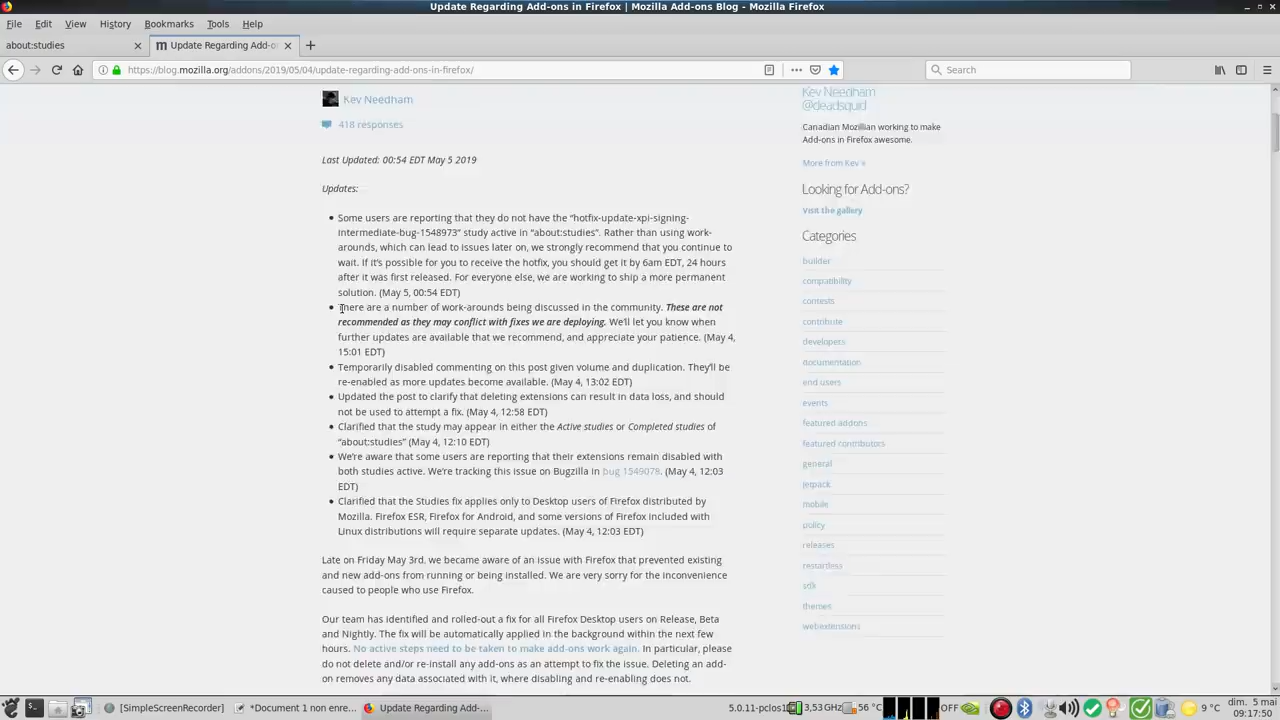 Update Regarding Add-ons in Firefox | Mozilla Add-ons Blog - Mozilla Firefox
File Edit View History Bookmarks Tools Help
about:studies
Update Regarding Add-o
https://blog.mozilla.org/addons/2019/05/04/update-regarding-add-ons-in-firefox/
Search
Kev Needham
418 responses
Last Updated: 00:54 EDT May 5 2019
Updates:
Some users are reporting that they do not have the “hotfix-update-xpi-signing-
intermediate-bug-1548973” study active in “about:studies”. Rather than using work-
arounds, which can lead to issues later on, we strongly recommend that you continue to
wait. If it’s possible for you to receive the hotfix, you should get it by 6am EDT, 24 hours
after it was first released. For everyone else, we are working to ship a more permanent
solution. (May 5, 00:54 EDT)
There are a number of work-arounds being discussed in the community. These are not
recommended as they may conflict with fixes we are deploying. We’ll let you know when
further updates are available that we recommend, and appreciate your patience. (May 4,
15:01 EDT)
Temporarily disabled commenting on this post given volume and duplication. They’ll be
re-enabled as more updates become available. (May 4, 13:02 EDT)
Updated the post to clarify that deleting extensions can result in data loss, and should
not be used to attempt a fix. (May 4, 12:58 EDT)
Clarified that the study may appear in either the Active studies or Completed studies of
“about:studies” (May 4, 12:10 EDT)
We’re aware that some users are reporting that their extensions remain disabled with
both studies active. We’re tracking this issue on Bugzilla in bug 1549078. (May 4, 12:03
EDT)
Clarified that the Studies fix applies only to Desktop users of Firefox distributed by
Mozilla. Firefox ESR, Firefox for Android, and some versions of Firefox included with
Linux distributions will require separate updates. (May 4, 12:03 EDT)
Late on Friday May 3rd, we became aware of an issue with Firefox that prevented existing
and new add-ons from running or being installed. We are very sorry for the inconvenience
caused to people who use Firefox.
Our team has identified and rolled-out a fix for all Firefox Desktop users on Release, Beta
and Nightly. The fix will be automatically applied in the background within the next few
hours. No active steps need to be taken to make add-ons work again. In particular, please
do not delete and/or re-install any add-ons as an attempt to fix the issue. Deleting an add-
on removes any data associated with it, where disabling and re-enabling does not.
Kev Needham
@deadsquid
Canadian Mozillian working to make
Add-ons in Firefox awesome.
More from Kev »
Looking for Add-ons?
Visit the gallery
Categories
builder
compatibility
contests
contribute
developers
documentation
end users
events
featured addons
featured contributors
general
jetpack
mobile
policy
releases
resradesa
sdk
themes
webextensions
[SimpleScreenRecorder]
*Document 1 non enre...
Update Regarding Ad-...
5.0.11-pclos1
3,53GHz
56 °C
OFF
9 °C
dim. 5 mai
09:17:50